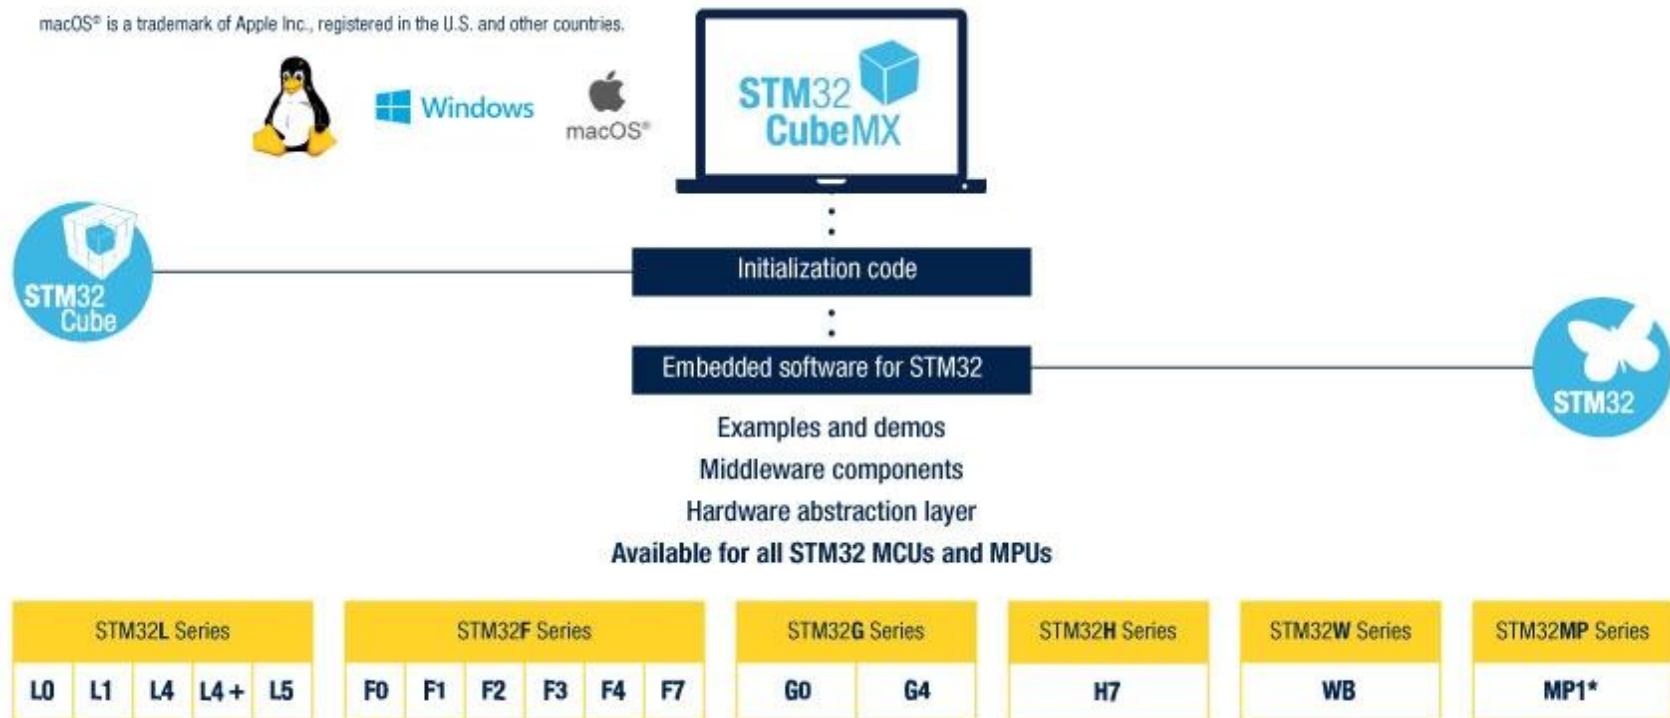 macOS® is a trademark of Apple Inc., registered in the U.S. and other countries.
Windows
macOS®
STM32
CubeMX
STM32
Cube
Initialization code
Embedded software for STM32
STM32
Examples and demos
Middleware components
Hardware abstraction layer
Available for all STM32 MCUs and MPUs
STM32L Series
L0 L1 L4 L4+ L5
STM32F Series
F0 F1 F2 F3 F4 F7
STM32G Series
G0 G4
STM32H Series
H7
STM32W Series
WB
STM32MP Series
MP1*